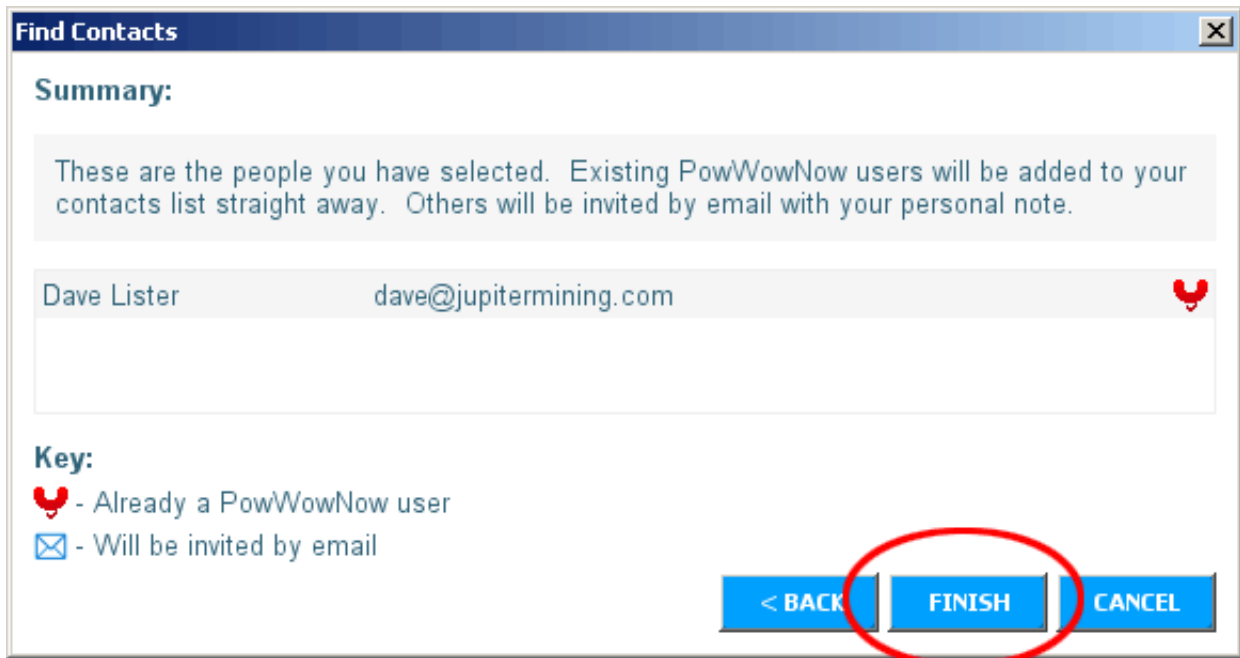 Find Contacts
Summary:
These are the people you have selected. Existing PowWowNow users will be added to your
contacts list straight away. Others will be invited by email with your personal note.
Dave Lister dave@jupitermining.com
Key:
- Already a PowWowNow user
- Will be invited by email
< BACK FINISH CANCEL